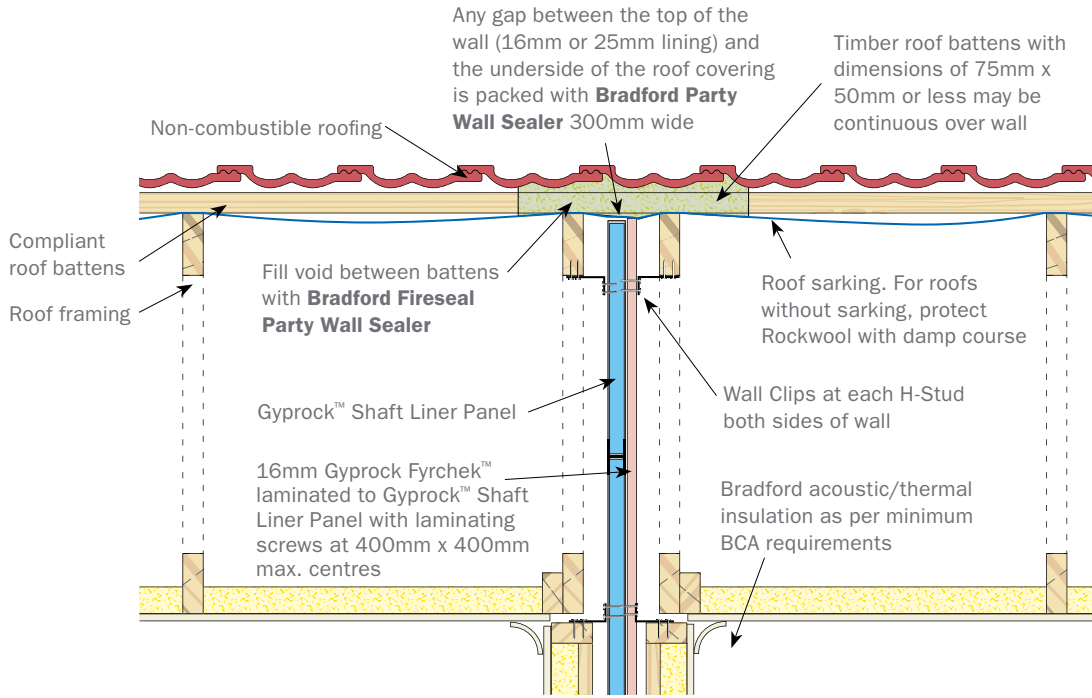 Any gap between the top of the
wall (16mm or 25mm lining) and
the underside of the roof covering
is packed with Bradford Party
Wall Sealer 300mm wide
Timber roof battens with
dimensions of 75mm x
50mm or less may be
continuous over wall
Non-combustible roofing
Compliant
roof battens
Roof framing
Fill void between battens
with Bradford Fireseal
Party Wall Sealer
Roof sarking. For roofs
without sarking, protect
Rockwool with damp course
Gyprock™ Shaft Liner Panel
Wall Clips at each H-Stud
both sides of wall
16mm Gyprock Fyrchek™
laminated to Gyprock™ Shaft
Liner Panel with laminating
screws at 400mm x 400mm
max. centres
Bradford acoustic/thermal
insulation as per minimum
BCA requirements